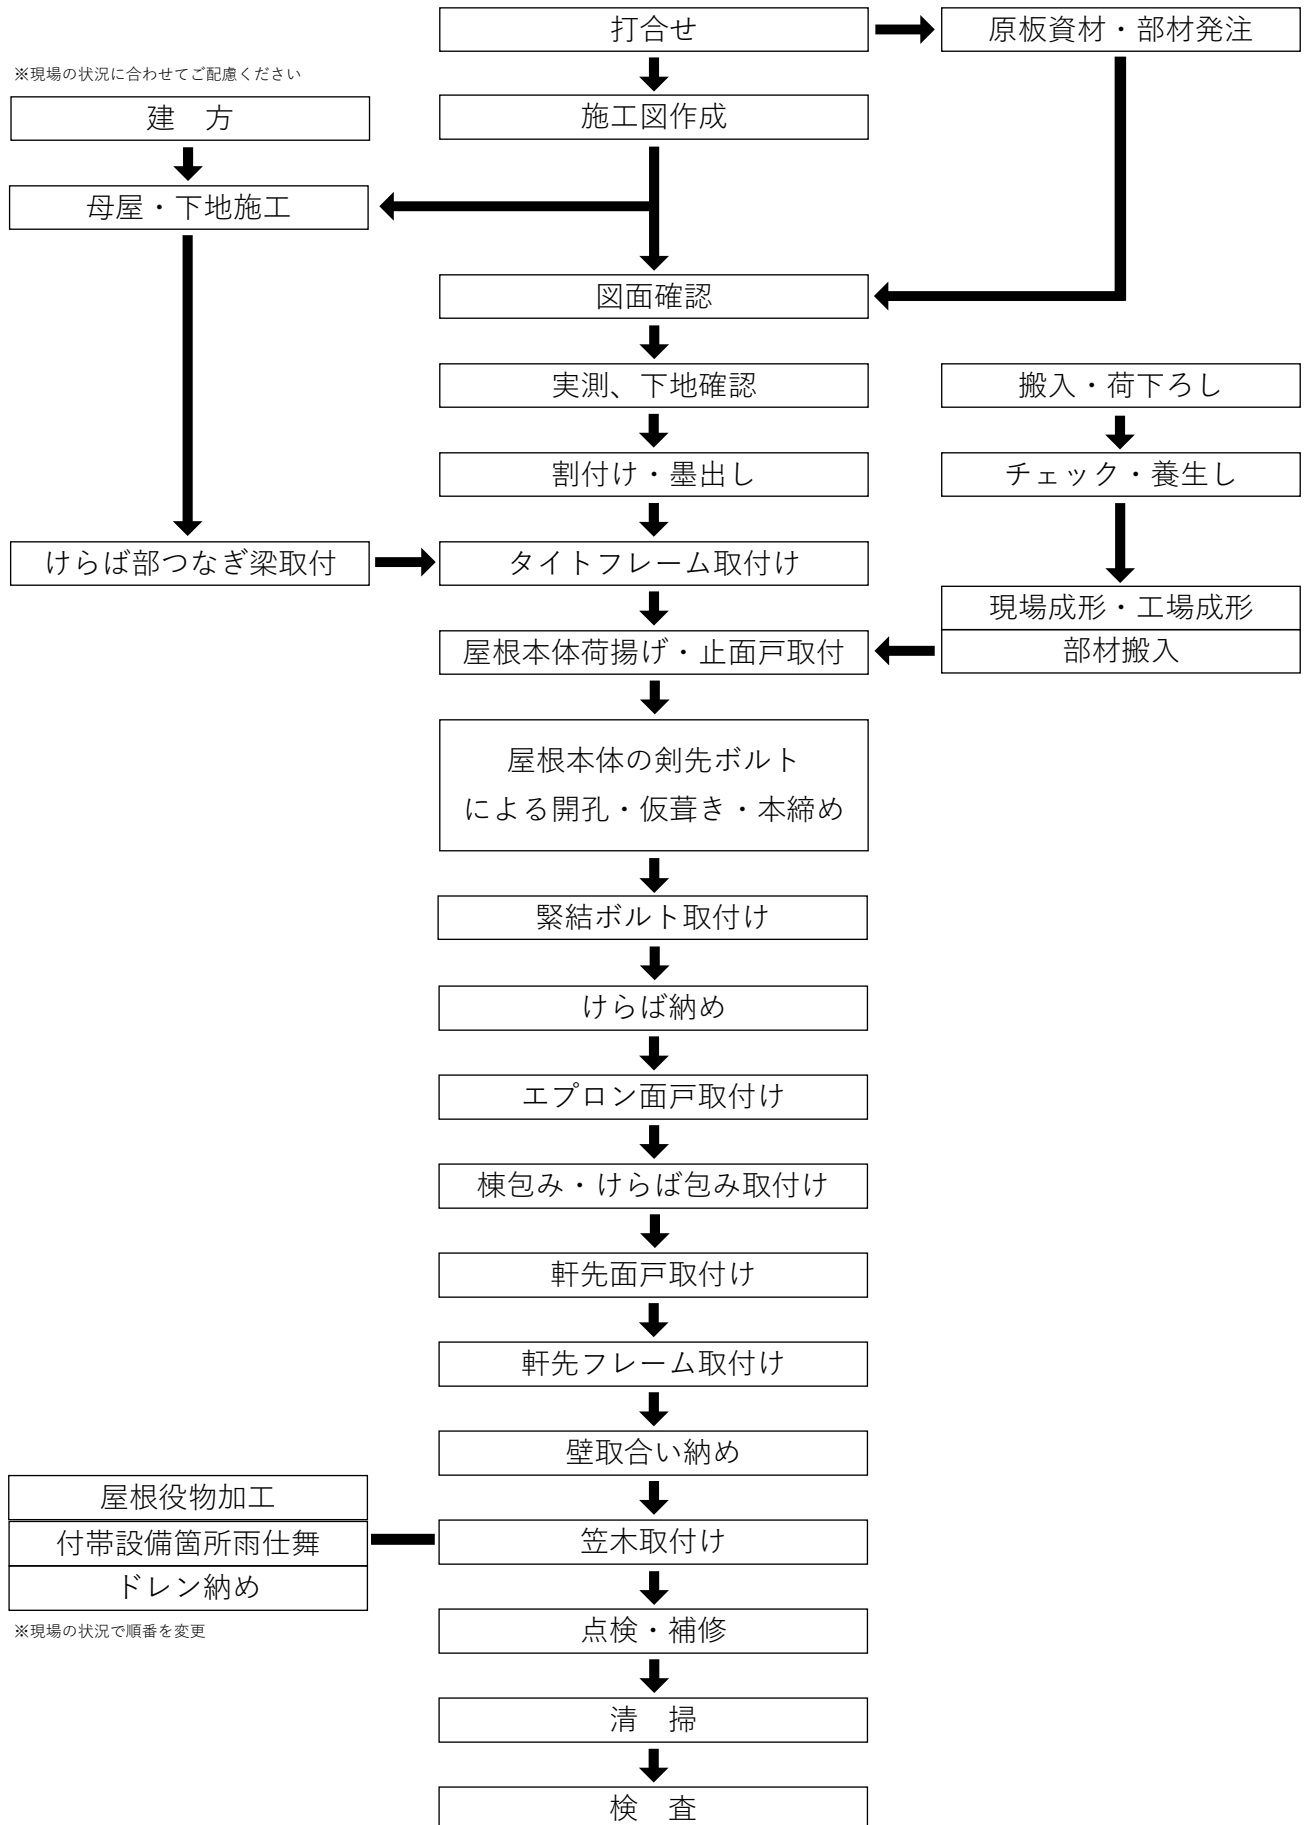 打合せ
原板資材・部材発注
※現場の状況に合わせてご配慮ください
建　方
施工図作成
母屋・下地施工
図面確認
実測、下地確認
搬入・荷下ろし
割付け・墨出し
チェック・養生し
けらば部つなぎ梁取付
タイトフレーム取付け
現場成形・工場成形
屋根本体荷揚げ・止面戸取付
部材搬入
屋根本体の剣先ボルト
による開孔・仮葺き・本締め
緊結ボルト取付け
けらば納め
エプロン面戸取付け
棟包み・けらば包み取付け
軒先面戸取付け
軒先フレーム取付け
壁取合い納め
屋根役物加工
付帯設備箇所雨仕舞
笠木取付け
ドレン納め
※現場の状況で順番を変更
点検・補修
清　掃
検　査